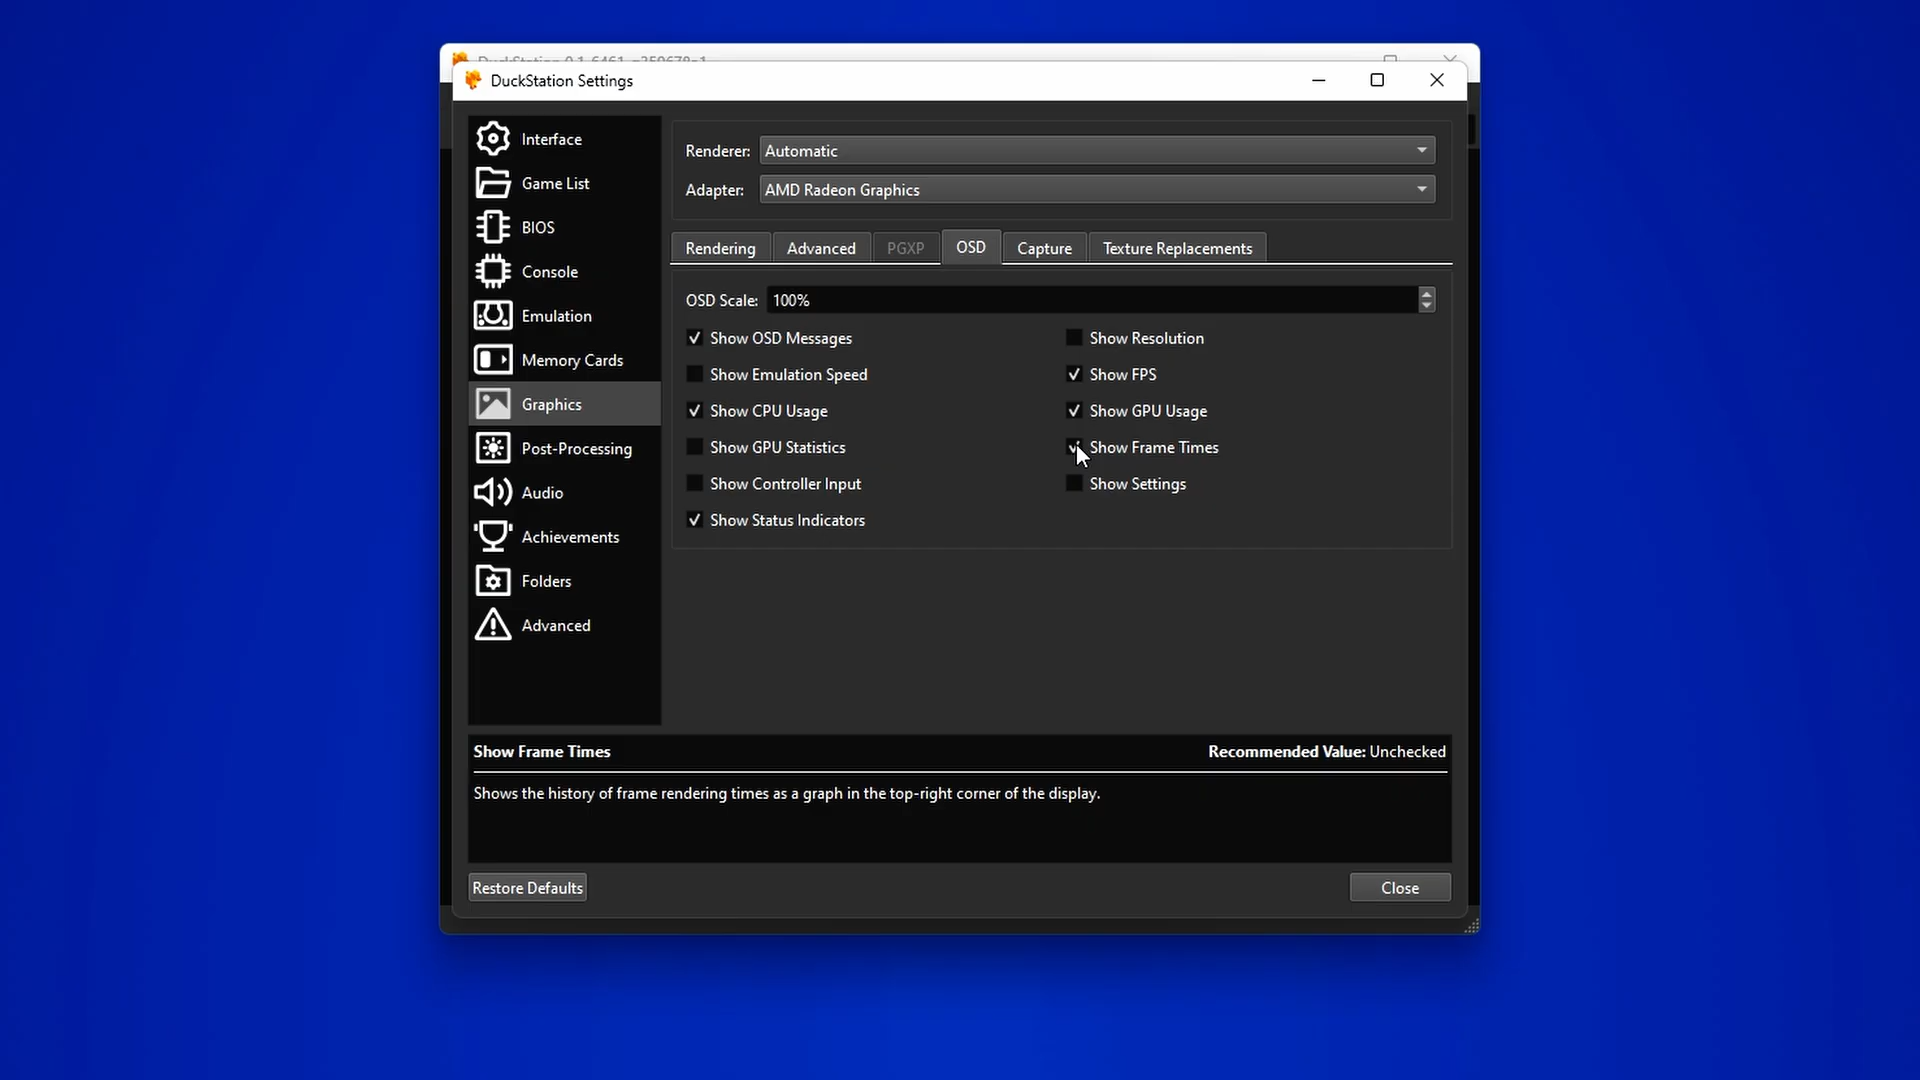 DuckStation Settings
Interface
Game List
BIOS
Console
Emulation
Memory Cards
Graphics
Post-Processing
Audio
Achievements
Folders
Advanced
Renderer: Automatic
Adapter: AMD Radeon Graphics
Rendering Advanced PGXP OSD Capture Texture Replacements
OSD Scale: 100%
Show OSD Messages Show Resolution
Show Emulation Speed Show FPS
Show CPU Usage Show GPU Usage
Show GPU Statistics Show Frame Times
Show Controller Input Show Settings
Show Status Indicators
Show Frame Times Recommended Value: Unchecked
Shows the history of frame rendering times as a graph in the top-right corner of the display.
Restore Defaults Close